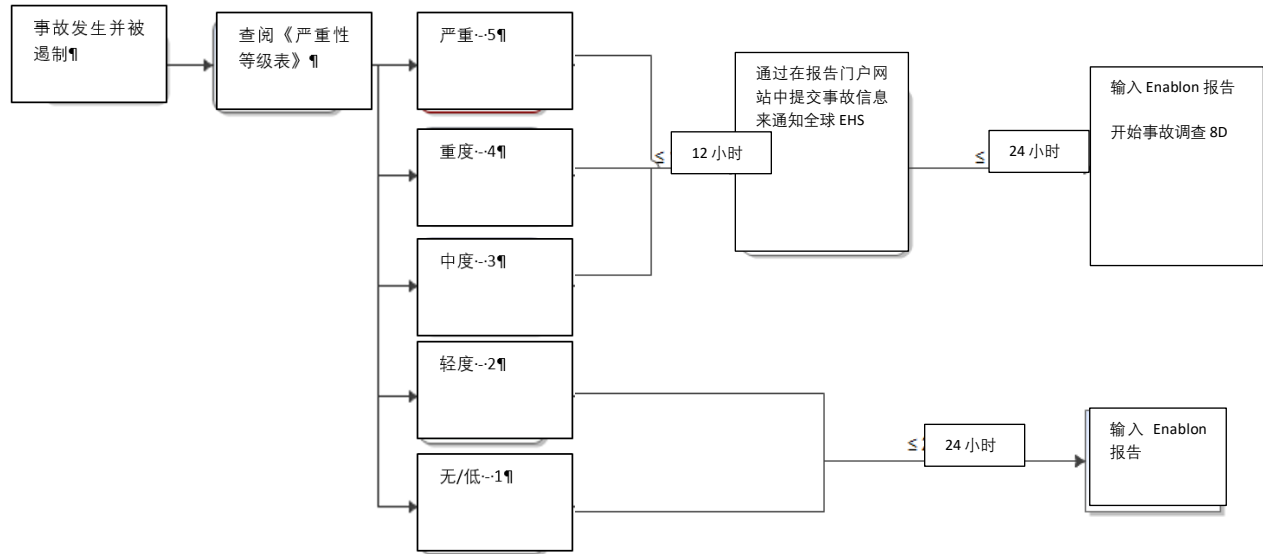 事故发生并被
遏制¶
查阅《严重性
等级表》¶
严重·-·5¶
重度·-·4¶
中度·-·3¶
轻度·-·2¶
无/低·-·1¶
≤
12 小时
通过在报告门户网
站中提交事故信息
来通知全球 EHS
≤
24 小时
输入 Enablon 报告
开始事故调查 8D
≤
24 小时
输入 Enablon
报告